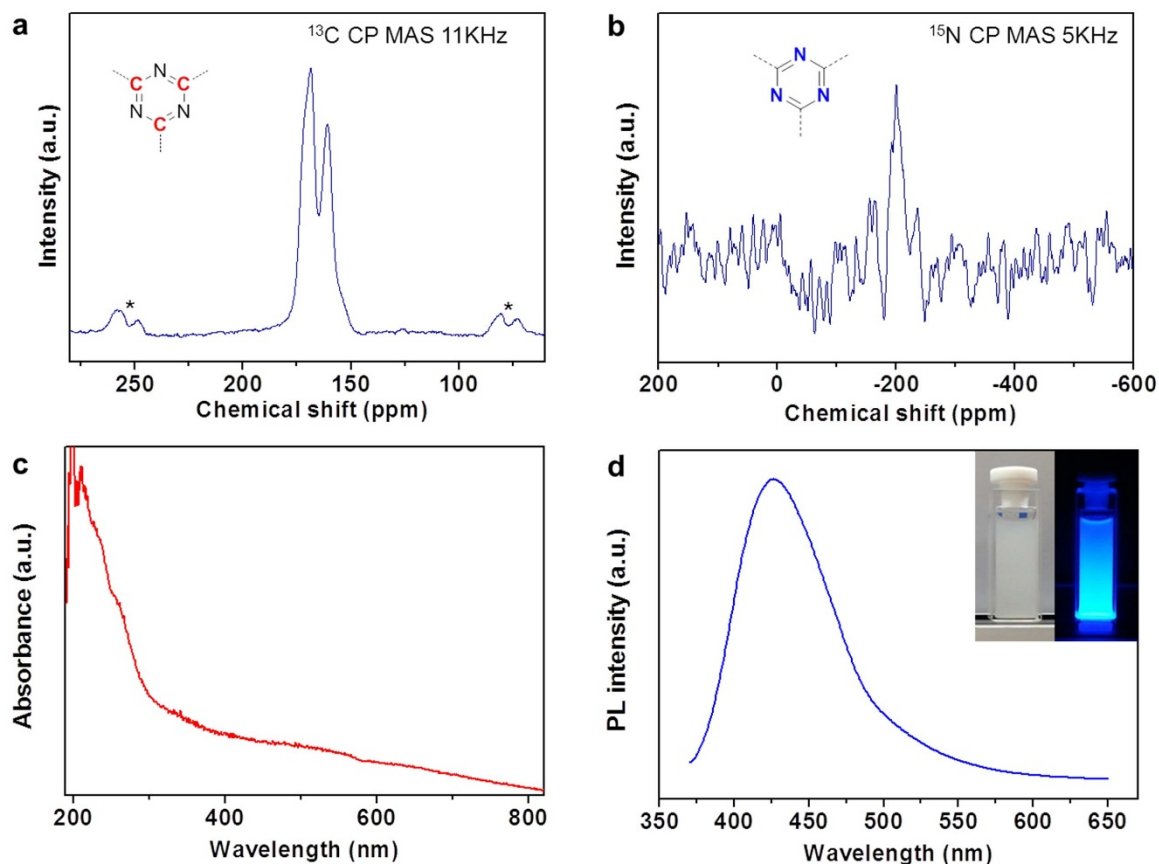 a
¹³C CP MAS 11KHz
N
C
C
N
N
C
*
*
Intensity (a.u.)
250
200
150
100
Chemical shift (ppm)
b
¹⁵N CP MAS 5KHz
N
N
N
Intensity (a.u.)
200
0
-200
-400
-600
Chemical shift (ppm)
c
Absorbance (a.u.)
200
400
600
800
Wavelength (nm)
d
PL intensity (a.u.)
350
400
450
500
550
600
650
Wavelength (nm)